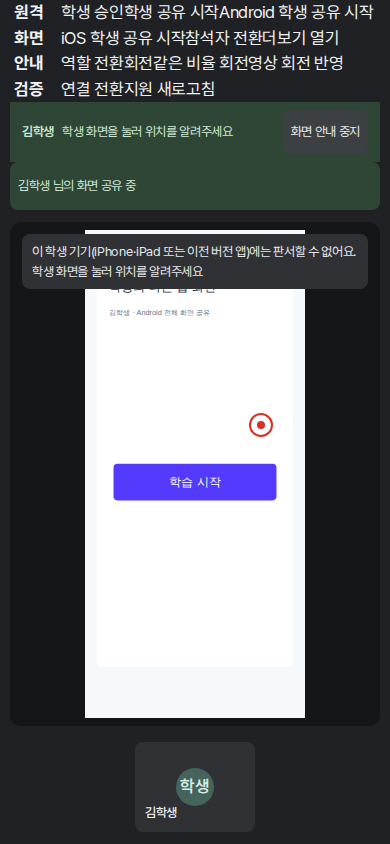 원격 학생 승인학생 공유 시작Android 학생 공유 시작
화면 iOS 학생 공유 시작참석자 전환더보기 열기
안내 역할 전환회전같은 비율 회전영상 회전 반영
검증 연결 전환지원 새로고침
김학생 학생 화면을 눌러 위치를 알려주세요 화면 안내 중지
김학생 님의 화면 공유 중
이 학생 기기(iPhone·iPad 또는 이전 버전 앱)에는 판서할 수 없어요.
학생 화면을 눌러 위치를 알려주세요
김학생 · Android 전체 화면 공유
학습 시작
학생
김학생